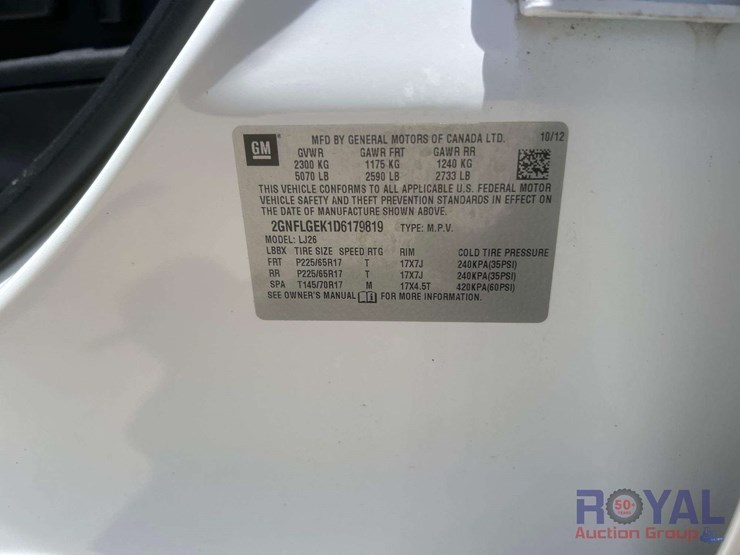 GM MFD BY GENERAL MOTORS OF CANADA LTD. 10/12
GVWR GAWR FRT GAWR RR
2300 KG 1175 KG 1240 KG
5070 LB 2590 LB 2733 LB
THIS VEHICLE CONFORMS TO ALL APPLICABLE U.S. FEDERAL MOTOR
VEHICLE SAFETY AND THEFT PREVENTION STANDARDS IN EFFECT ON
THE DATE OF MANUFACTURE SHOWN ABOVE.
2GNFLGEK1D6179819 TYPE: M.P.V.
MODEL: LJ26
LBBX TIRE SIZE SPEED RTG RIM COLD TIRE PRESSURE
FRT P225/65R17 T 17X7J 240KPA(35PSI)
RR P225/65R17 T 17X7J 240KPA(35PSI)
SPA T145/70R17 M 17X4.5T 420KPA(60PSI)
SEE OWNER'S MANUAL FOR MORE INFORMATION.
ROYAL
50+
YEARS
Auction Group